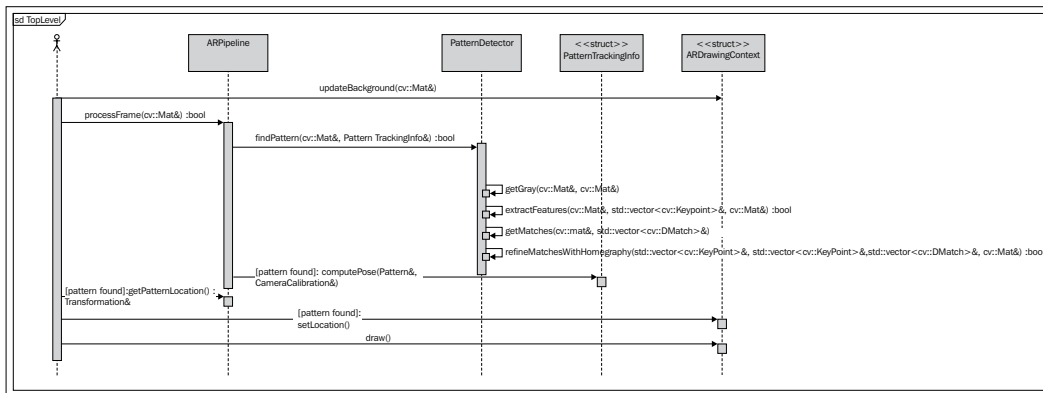 sd TopLevel
ARPipeline
PatternDetector
<<struct>>
PatternTrackingInfo
<<struct>>
ARDrawingContext
updateBackground(cv::Mat&)
processFrame(cv::Mat&) :bool
findPattern(cv::Mat&, Pattern TrackingInfo&) :bool
getGray(cv::Mat&, cv::Mat&)
extractFeatures(cv::Mat&, std::vector<cv::Keypoint>&, cv::Mat&) :bool
getMatches(cv::mat&, std::vector<cv::DMatch>&)
refineMatchesWithHomegraphy(std::vector<cv::KeyPoint>&, std::vector<cv::KeyPoint>&,std::vector<cv::DMatch>&, cv::Mat&) :bool
[pattern found]: computePose(Pattern&,
CameraCalibration&)
[pattern found]:getPatternLocation() :
Transformation&
[pattern found]:
setLocation()
draw()